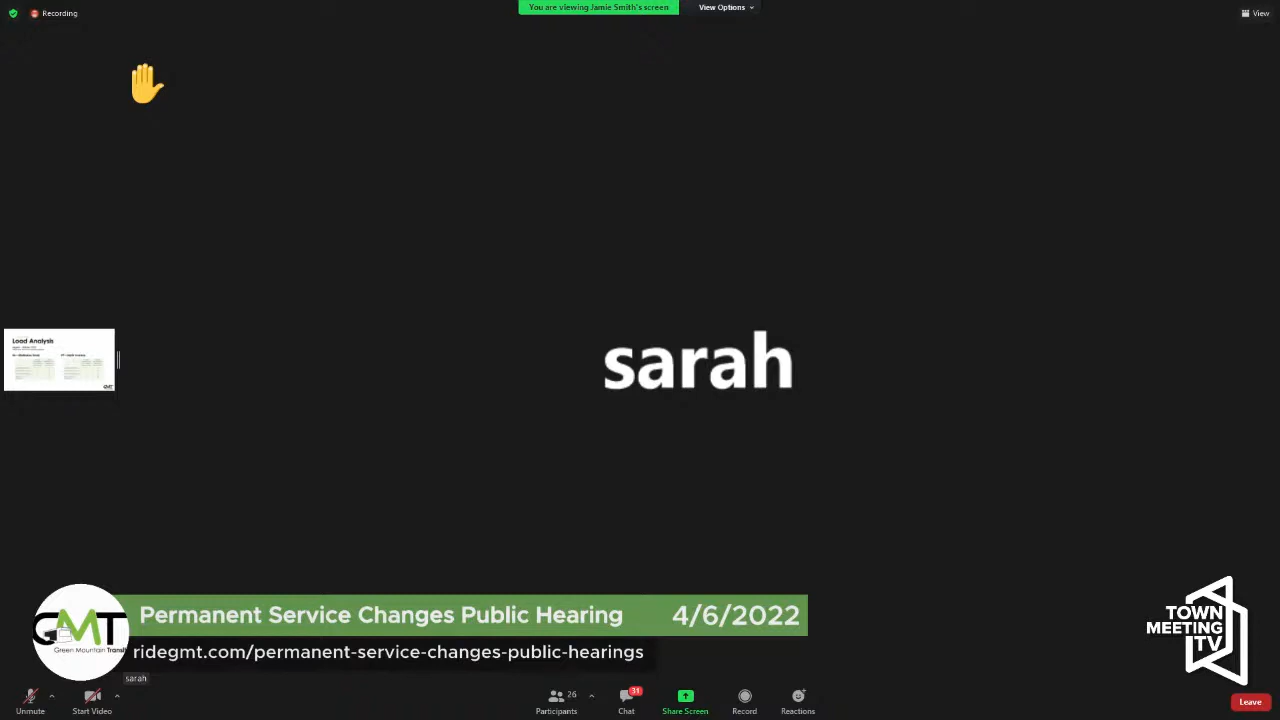 Recording
You are viewing Jamie Smith's screen
View Options
View
Load Analysis
GMT
sarah
Permanent Service Changes Public Hearing 4/6/2022
GMT
Green Mountain Transit
ridegmt.com/permanent-service-changes-public-hearings
TOWN
MEETING
TV
sarah
Unmute
Start Video
26
Participants
31
Chat
Share Screen
Record
Reactions
Leave